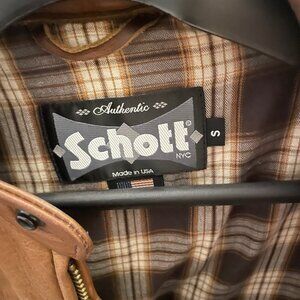 Authentic
Schott
NYC
Made in USA
S